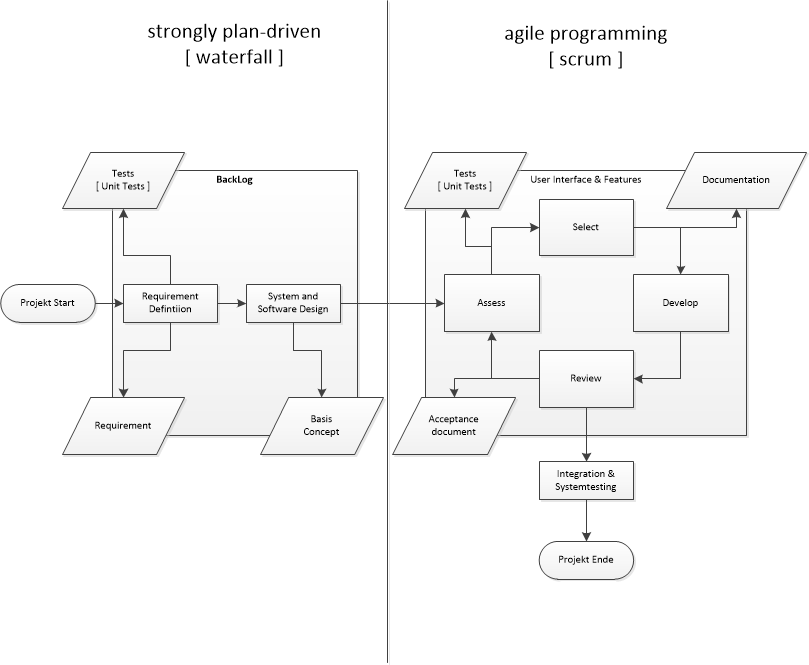 strongly plan-driven
[ waterfall ]
agile programming
[ scrum ]
Tests
[ Unit Tests ]
BackLog
Projekt Start
Requirement
Defintiion
System and
Software Design
Requirement
Basis
Concept
Tests
[ Unit Tests ]
User Interface & Features
Documentation
Select
Assess
Develop
Review
Acceptance
document
Integration &
Systemtesting
Projekt Ende